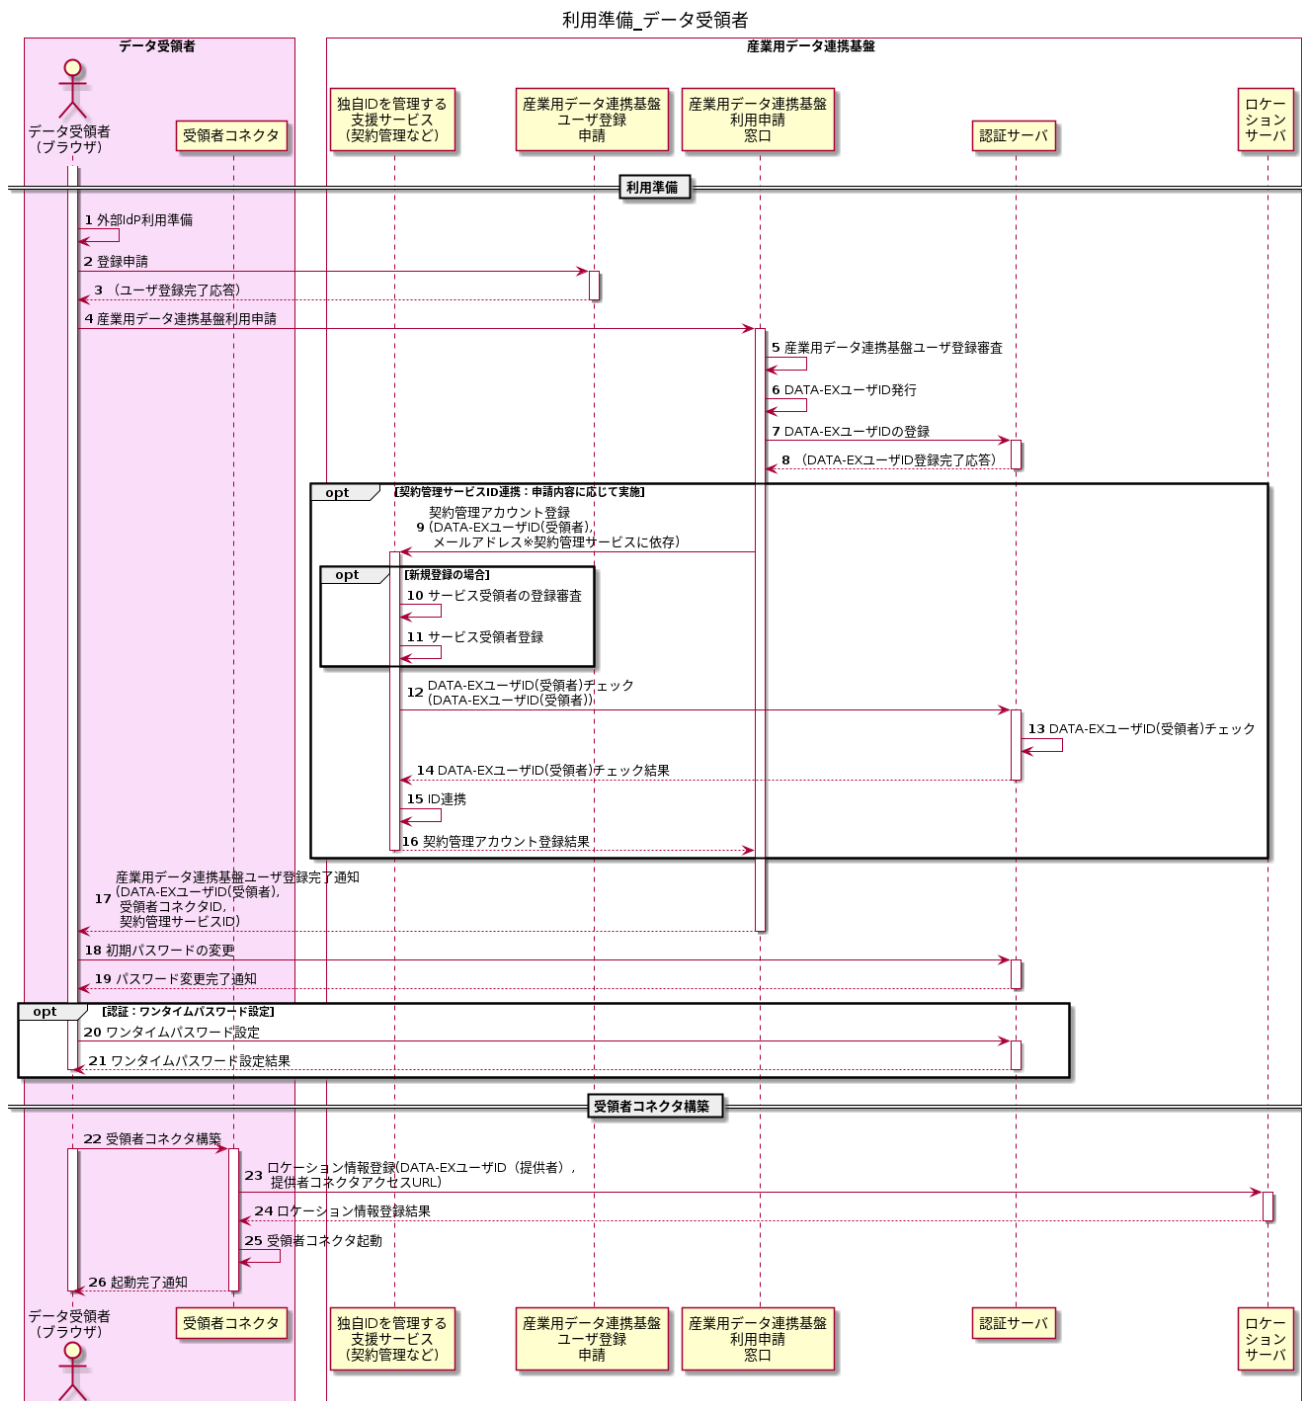 利用準備_データ受領者
データ受領者
産業用データ連携基盤
データ受領者
（ブラウザ）
受領者コネクタ
独自IDを管理する
支援サービス
（契約管理など）
産業用データ連携基盤
ユーザ登録
申請
産業用データ連携基盤
利用申請
窓口
認証サーバ
ロケー
ション
サーバ
利用準備
1 外部IdP利用準備
2 登録申請
3 （ユーザ登録完了応答）
4 産業用データ連携基盤利用申請
5 産業用データ連携基盤ユーザ登録審査
6 DATA-EXユーザID発行
7 DATA-EXユーザIDの登録
8 （DATA-EXユーザID登録完了応答）
opt [契約管理サービスID連携：申請内容に応じて実施]
契約管理アカウント登録
9 (DATA-EXユーザID(受領者),
メールアドレス※契約管理サービスに依存）
opt [新規登録の場合]
10 サービス受領者の登録審査
11 サービス受領者登録
12 DATA-EXユーザID(受領者)チェック
(DATA-EXユーザID(受領者))
13 DATA-EXユーザID(受領者)チェック
14 DATA-EXユーザID(受領者)チェック結果
15 ID連携
16 契約管理アカウント登録結果
産業用データ連携基盤ユーザ登録完了通知
(DATA-EXユーザID(受領者),
17 受領者コネクタID,
契約管理サービスID)
18 初期パスワードの変更
19 パスワード変更完了通知
opt [認証：ワンタイムパスワード設定]
20 ワンタイムパスワード設定
21 ワンタイムパスワード設定結果
受領者コネクタ構築
22 受領者コネクタ構築
23 ロケーション情報登録(DATA-EXユーザID（提供者）,
提供者コネクタアクセスURL)
24 ロケーション情報登録結果
25 受領者コネクタ起動
26 起動完了通知
データ受領者
（ブラウザ）
受領者コネクタ
独自IDを管理する
支援サービス
（契約管理など）
産業用データ連携基盤
ユーザ登録
申請
産業用データ連携基盤
利用申請
窓口
認証サーバ
ロケー
ション
サーバ